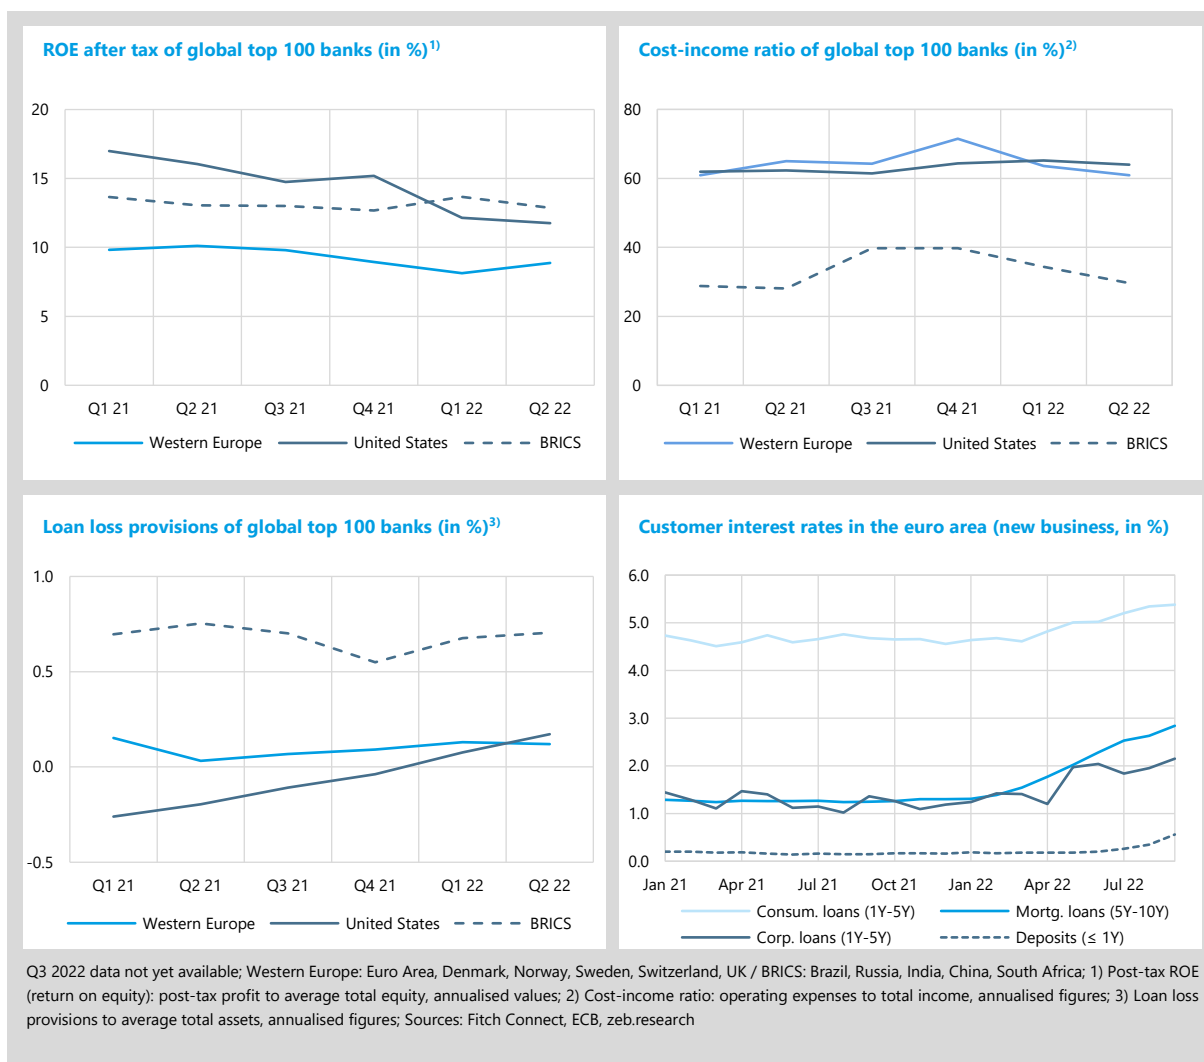 ROE after tax of global top 100 banks (in %)1)
20
15
10
5
0
Q1 21 Q2 21 Q3 21 Q4 21 Q1 22 Q2 22
Western Europe United States BRICS
Cost-income ratio of global top 100 banks (in %)2)
80
60
40
20
0
Q1 21 Q2 21 Q3 21 Q4 21 Q1 22 Q2 22
Western Europe United States BRICS
Loan loss provisions of global top 100 banks (in %)3)
1.0
0.5
0.0
-0.5
Q1 21 Q2 21 Q3 21 Q4 21 Q1 22 Q2 22
Western Europe United States BRICS
Customer interest rates in the euro area (new business, in %)
6.0
5.0
4.0
3.0
2.0
1.0
0.0
Jan 21 Apr 21 Jul 21 Oct 21 Jan 22 Apr 22 Jul 22
Consum. loans (1Y-5Y) Mortg. loans (5Y-10Y)
Corp. loans (1Y-5Y) Deposits (≤ 1Y)
Q3 2022 data not yet available; Western Europe: Euro Area, Denmark, Norway, Sweden, Switzerland, UK / BRICS: Brazil, Russia, India, China, South Africa; 1) Post-tax ROE
(return on equity): post-tax profit to average total equity, annualised values; 2) Cost-income ratio: operating expenses to total income, annualised figures; 3) Loan loss
provisions to average total assets, annualised figures; Sources: Fitch Connect, ECB, zeb.research